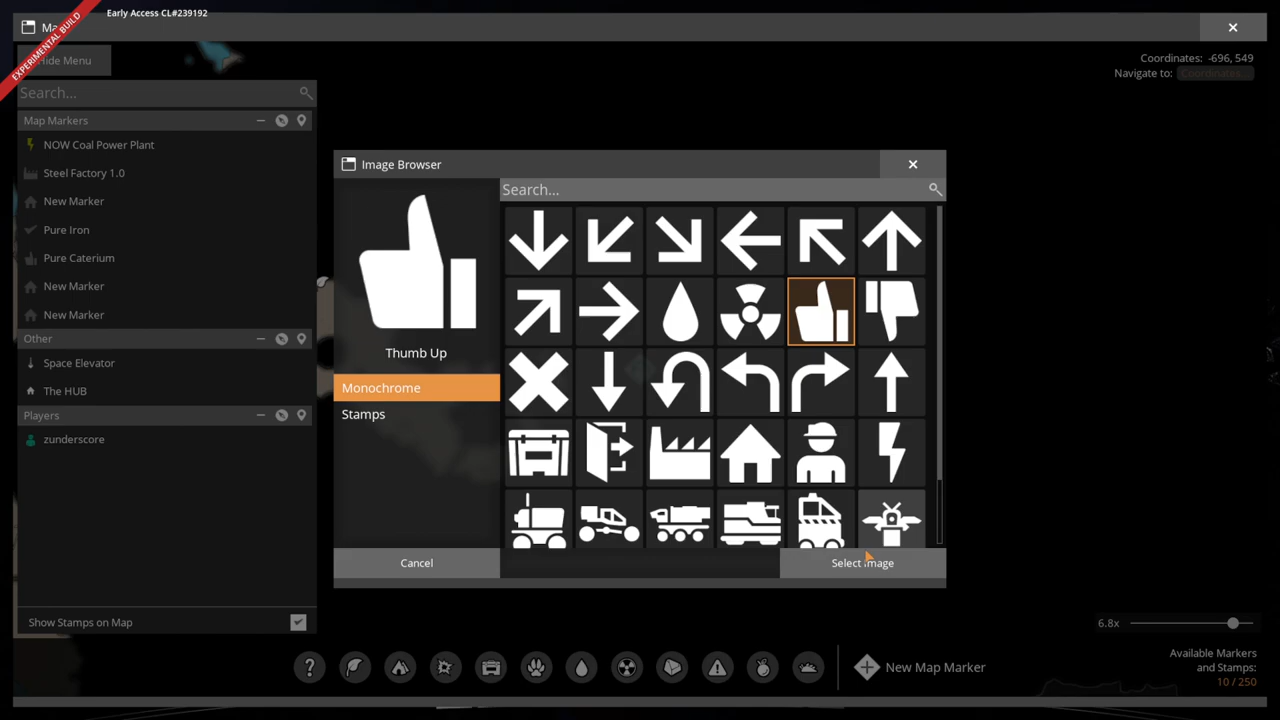 Early Access CL#239192
EXPERIMENTAL BUILD
Hide Menu
Coordinates: -696, 549
Navigate to: Coordinates...
Search...
Map Markers
NOW Coal Power Plant
Steel Factory 1.0
New Marker
Pure Iron
Pure Caterium
New Marker
New Marker
Other
Space Elevator
The HUB
Players
zunderscore
Show Stamps on Map
Image Browser
Search...
Thumb Up
Monochrome
Stamps
Cancel
Select Image
6.8x
New Map Marker
Available Markers
and Stamps:
10 / 250